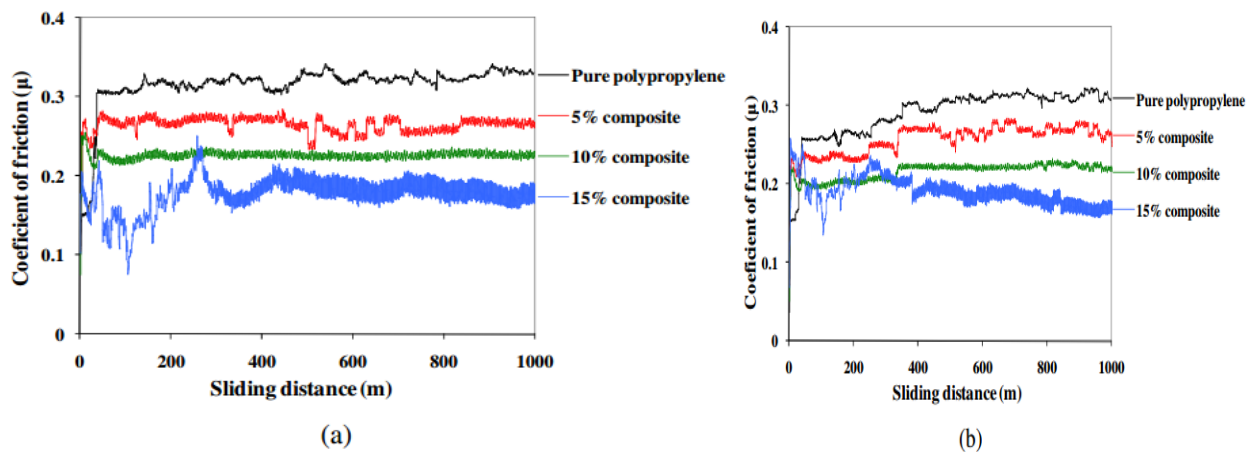 0.4
0.3
0.2
0.1
0
Coeficient of friction (μ)
0
200
400
600
800
1000
Sliding distance (m)
Pure polypropylene
5% composite
10% composite
15% composite
(a)
0.4
0.3
0.2
0.1
0
Coeficient of friction (μ)
0
200
400
600
800
1000
Sliding distance (m)
Pure polypropylene
5% composite
10% composite
15% composite
(b)